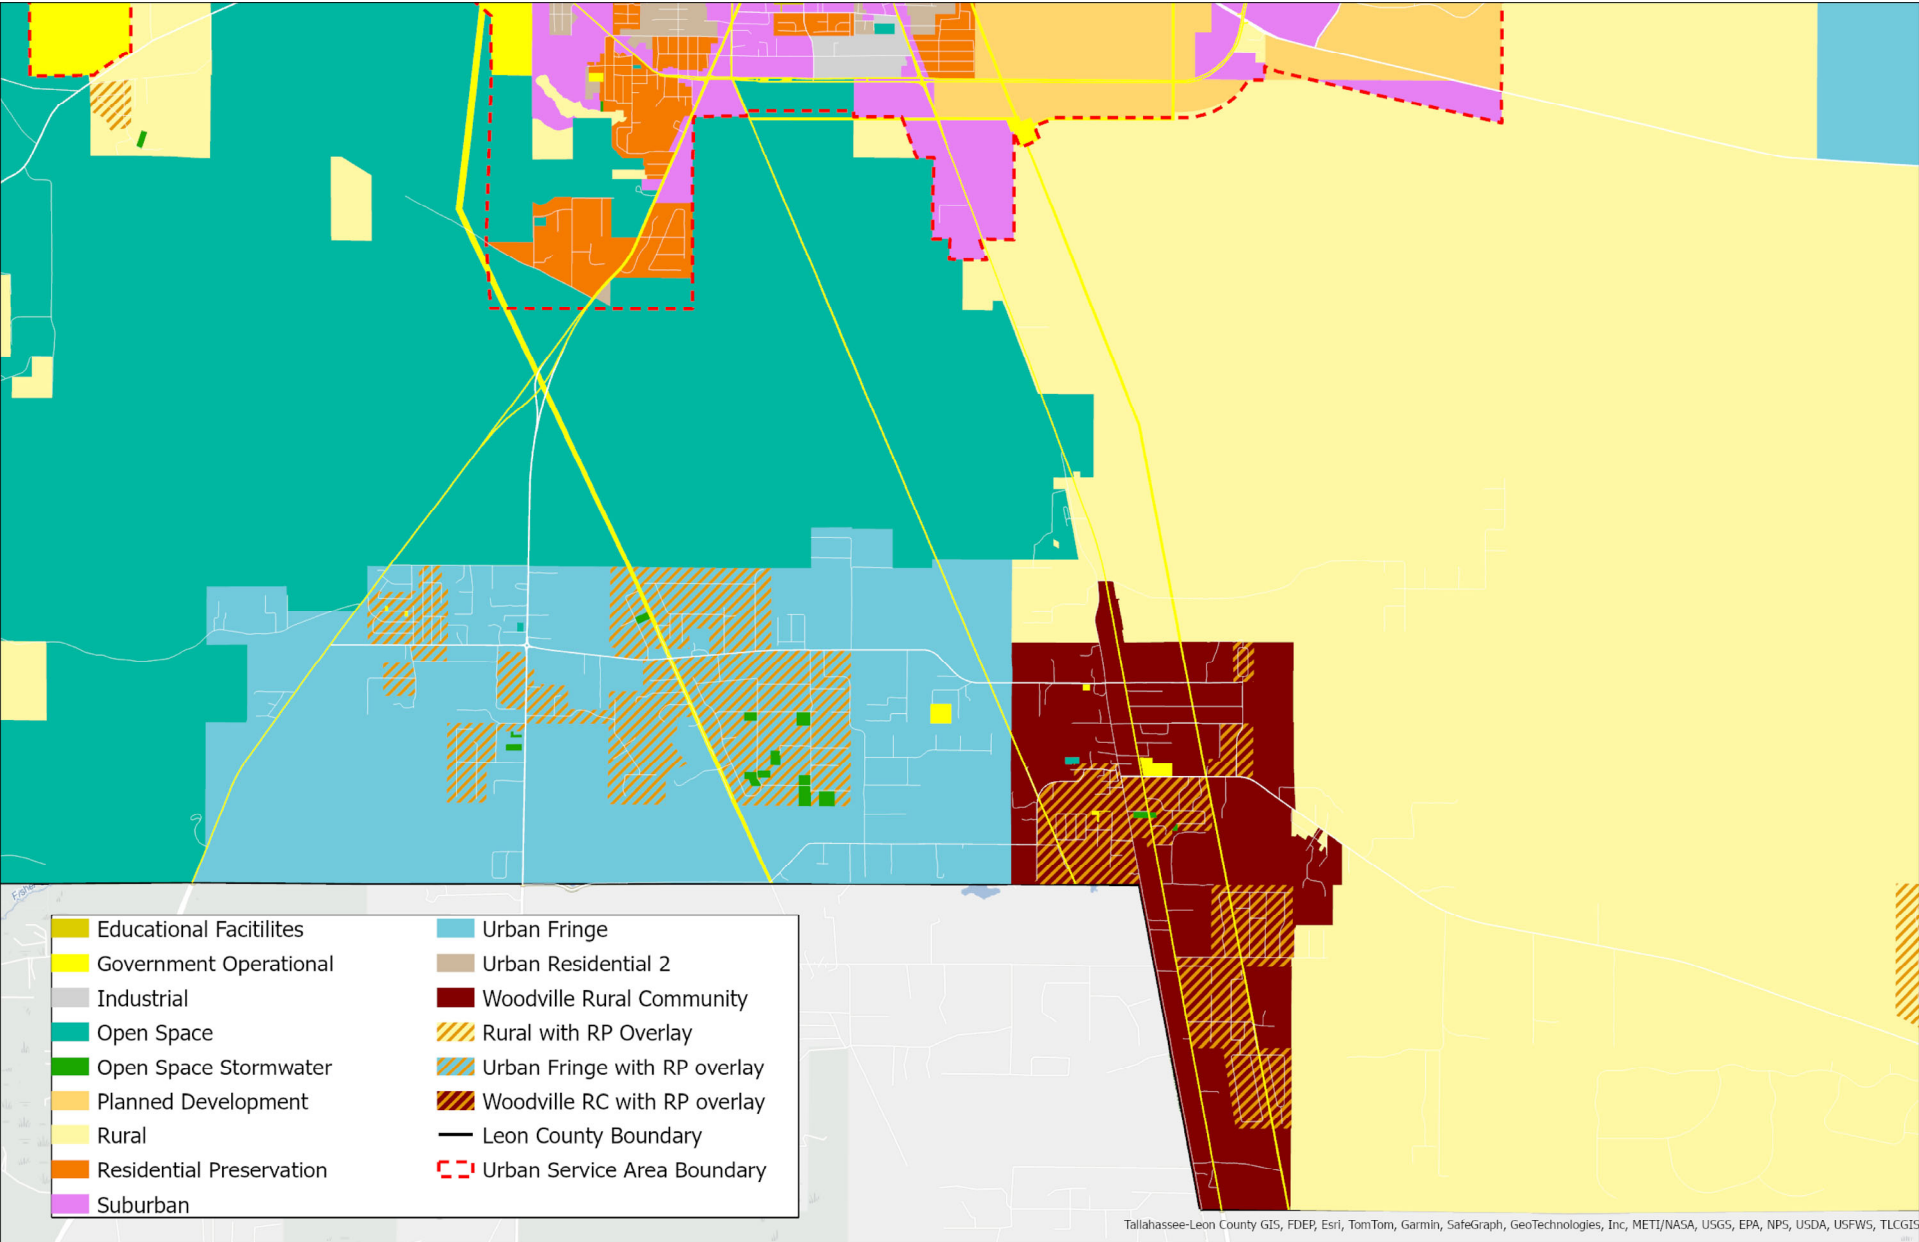 Educational Facitilites
Government Operational
Industrial
Open Space
Open Space Stormwater
Planned Development
Rural
Residential Preservation
Suburban
Urban Fringe
Urban Residential 2
Woodville Rural Community
Rural with RP Overlay
Urban Fringe with RP overlay
Woodville RC with RP overlay
Leon County Boundary
Urban Service Area Boundary
Tallahassee-Leon County GIS, FDEP, Esri, TomTom, Garmin, SafeGraph, GeoTechnologies, Inc, METI/NASA, USGS, EPA, NPS, USDA, USFWS, TLCGIS